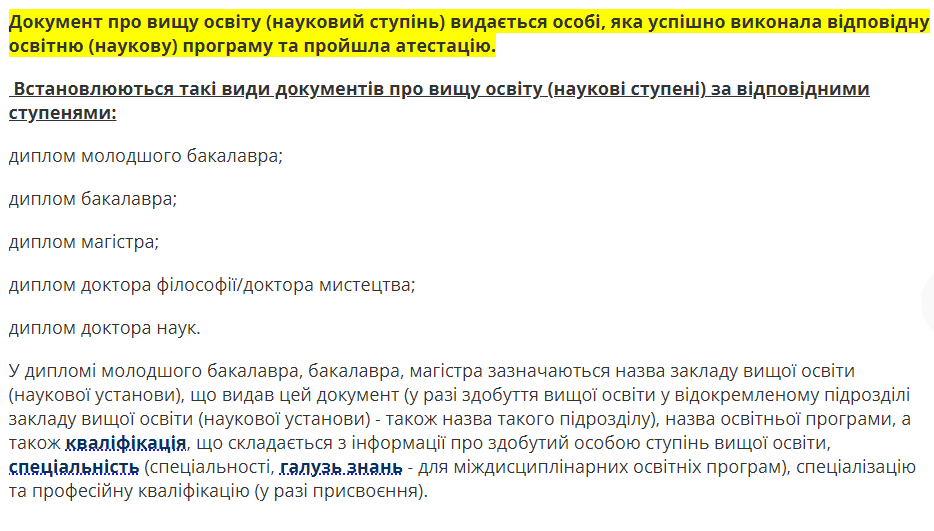 Документ про вищу освіту (науковий ступінь) видається особі, яка успішно виконала відповідну
освітню (наукову) програму та пройшла атестацію.
Встановлюються такі види документів про вищу освіту (наукові ступені) за відповідними
ступенями:
диплом молодшого бакалавра;
диплом бакалавра;
диплом магістра;
диплом доктора філософії/доктора мистецтва;
диплом доктора наук.
У дипломі молодшого бакалавра, бакалавра, магістра зазначаються назва закладу вищої освіти
(наукової установи), що видав цей документ (у разі здобуття вищої освіти у відокремленому підрозділі
закладу вищої освіти (наукової установи) - також назва такого підрозділу), назва освітньої програми, а
також кваліфікація, що складається з інформації про здобутий особою ступінь вищої освіти,
спеціальність (спеціальності, галузь знань - для міждисциплінарних освітніх програм), спеціалізацію
та професійну кваліфікацію (у разі присвоєння).